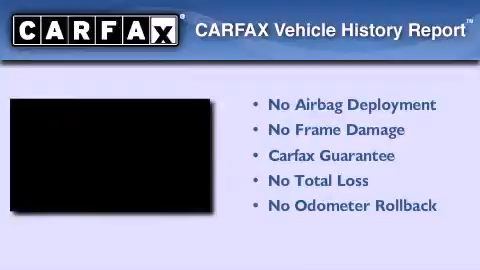 CARFAX® CARFAX Vehicle History Report™
• No Airbag Deployment
• No Frame Damage
• Carfax Guarantee
• No Total Loss
• No Odometer Rollback